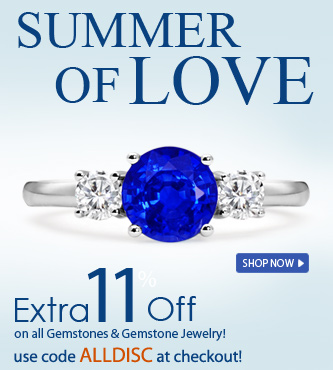 SUMMER
OF LOVE
SHOP NOW
Extra 11% Off
on all Gemstones & Gemstone Jewelry!
use code ALLDISC at checkout!